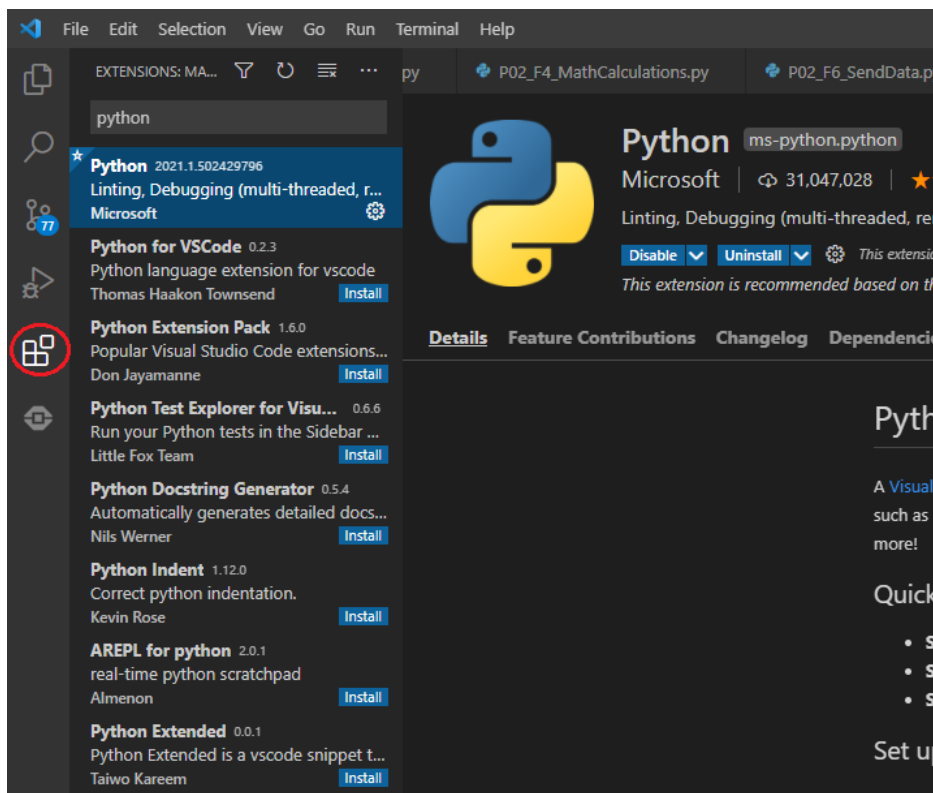 File Edit Selection View Go Run Terminal Help
EXTENSIONS: MA... ...
py P02_F4_MathCalculations.py P02_F6_SendData.p
python
77
Python 2021.1.502429796
Linting, Debugging (multi-threaded, r...
Microsoft
Python for VSCode 0.2.3
Python language extension for vscode
Thomas Haakon Townsend Install
Python Extension Pack 1.6.0
Popular Visual Studio Code extensions...
Don Jayamanne Install
Python Test Explorer for Visu... 0.6.6
Run your Python tests in the Sidebar ...
Little Fox Team Install
Python Docstring Generator 0.5.4
Automatically generates detailed docs...
Nils Werner Install
Python Indent 1.12.0
Correct python indentation.
Kevin Rose Install
AREPL for python 2.0.1
real-time python scratchpad
Almenon Install
Python Extended 0.0.1
Python Extended is a vscode snippet t...
Taiwo Kareem Install
Python ms-python.python
Microsoft 31,047,028
Linting, Debugging (multi-threaded, re
Disable Uninstall This extensi
This extension is recommended based on th
Details Feature Contributions Changelog Dependenci
Pyth
A Visual
such as
more!
Quick
S
S
S
Set up